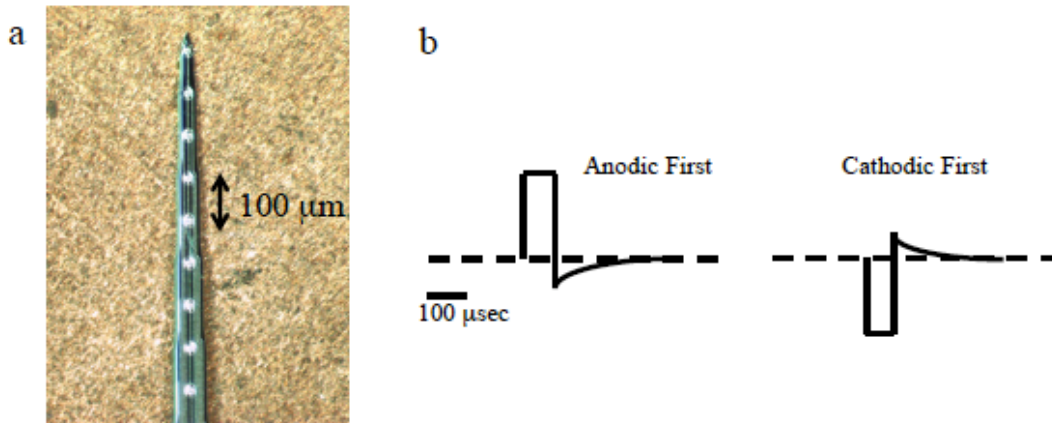 a
100 μm
b
Anodic First
Cathodic First
100 μsec